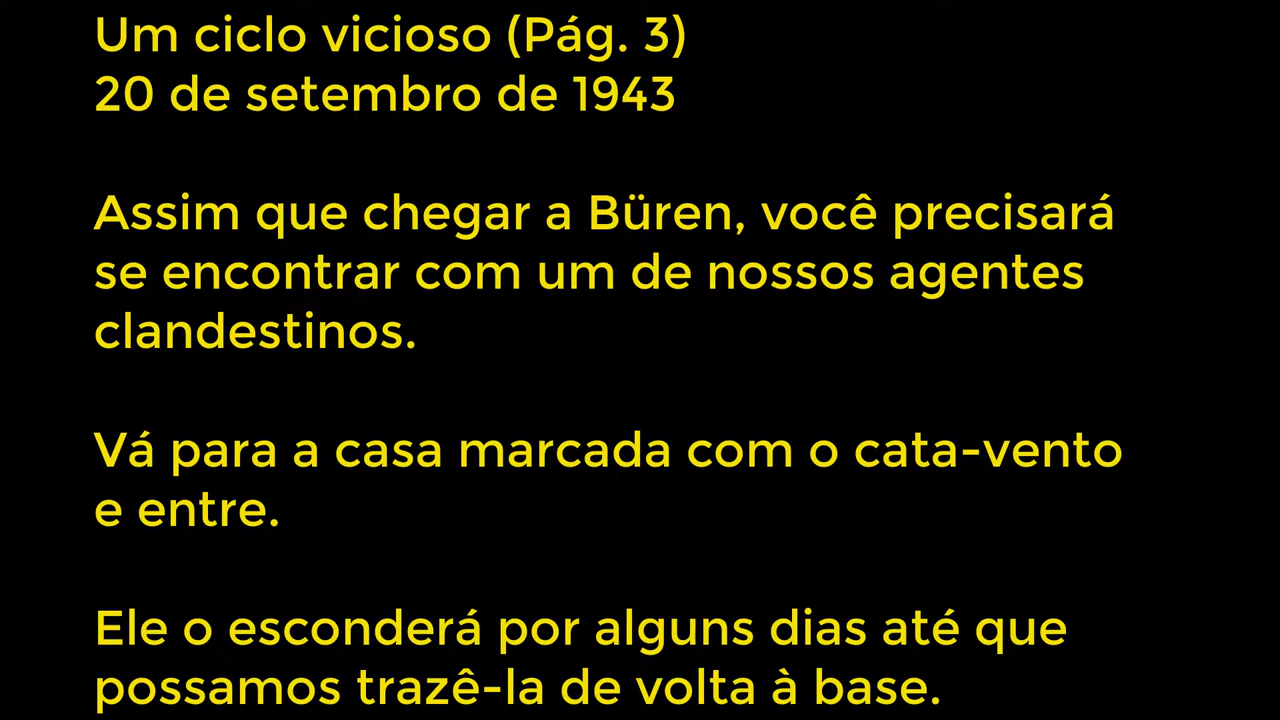 Um ciclo vicioso (Pág. 3)
20 de setembro de 1943
Assim que chegar a Büren, você precisará
se encontrar com um de nossos agentes
clandestinos.
Vá para a casa marcada com o cata-vento
e entre.
Ele o esconderá por alguns dias até que
possamos trazê-la de volta à base.